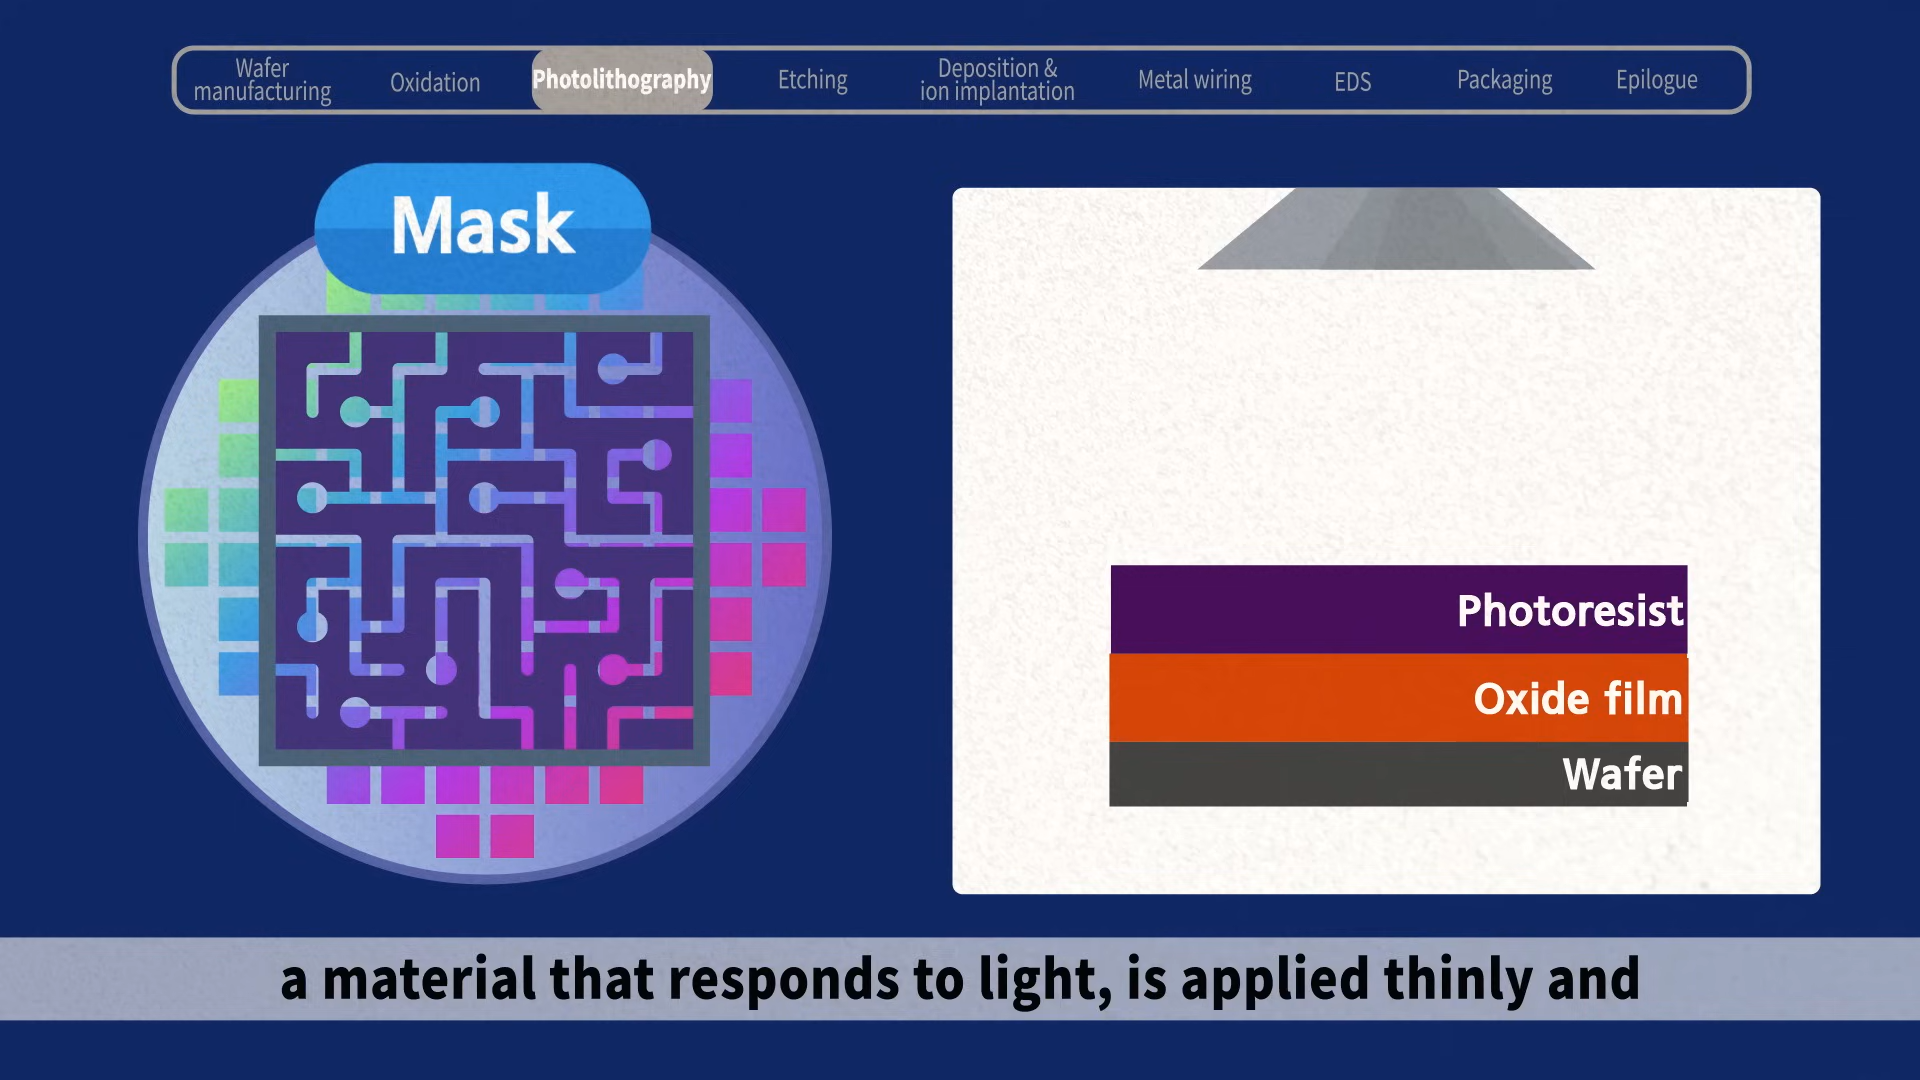 Wafer
manufacturing
Oxidation
Photolithography
Etching
Deposition &
ion implantation
Metal wiring
EDS
Packaging
Epilogue
Mask
Photoresist
Oxide film
Wafer
a material that responds to light, is applied thinly and